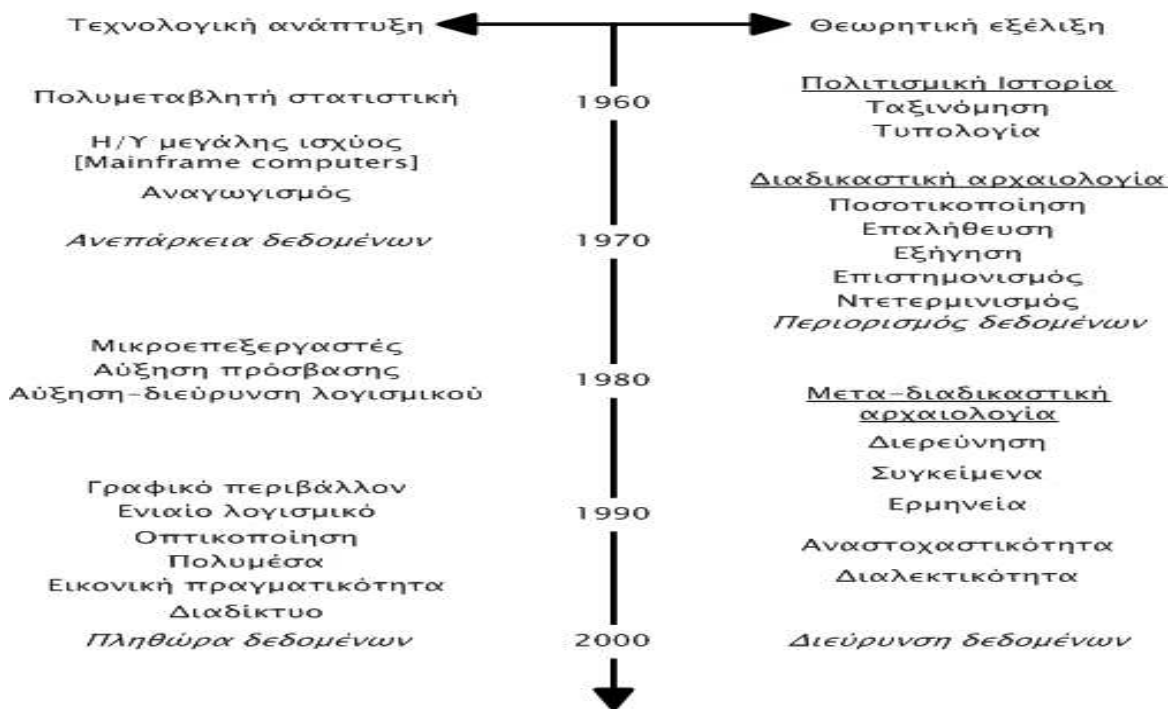 Τεχνολογική ανάπτυξη
Θεωρητική εξέλιξη
Πολυμεταβλητή στατιστική
1960
Πολιτισμική Ιστορία
Ταξινόμηση
Τυπολογία
Η/Υ μεγάλης ισχύος
[Mainframe computers]
Αναγωγισμός
Διαδικαστική αρχαιολογία
Ποσοτικοποίηση
Ανεπάρκεια δεδομένων
1970
Επαλήθευση
Εξήγηση
Επιστημονισμός
Ντετερμινισμός
Περιορισμός δεδομένων
Μικροεπεξεργαστές
Αύξηση πρόσβασης
1980
Αύξηση-διεύρυνση λογισμικού
Μετα-διαδικαστική
αρχαιολογία
Διερεύνηση
Συγκείμενα
Γραφικό περιβάλλον
Ενιαίο λογισμικό
1990
Ερμηνεία
Οπτικοποίηση
Πολυμέσα
Αναστοχαστικότητα
Εικονική πραγματικότητα
Διαλεκτικότητα
Διαδίκτυο
Πληθώρα δεδομένων
2000
Διεύρυνση δεδομένων